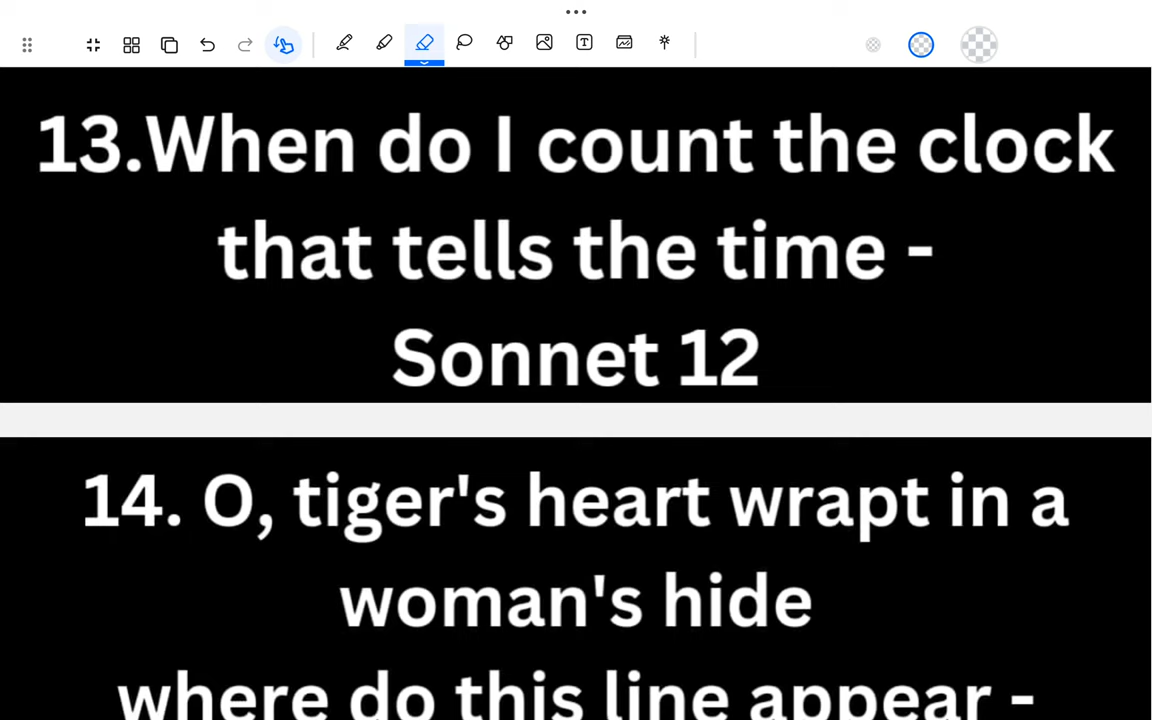 13.When do I count the clock
that tells the time -
Sonnet 12
14. O, tiger's heart wrapt in a
woman's hide
where do this line appear -